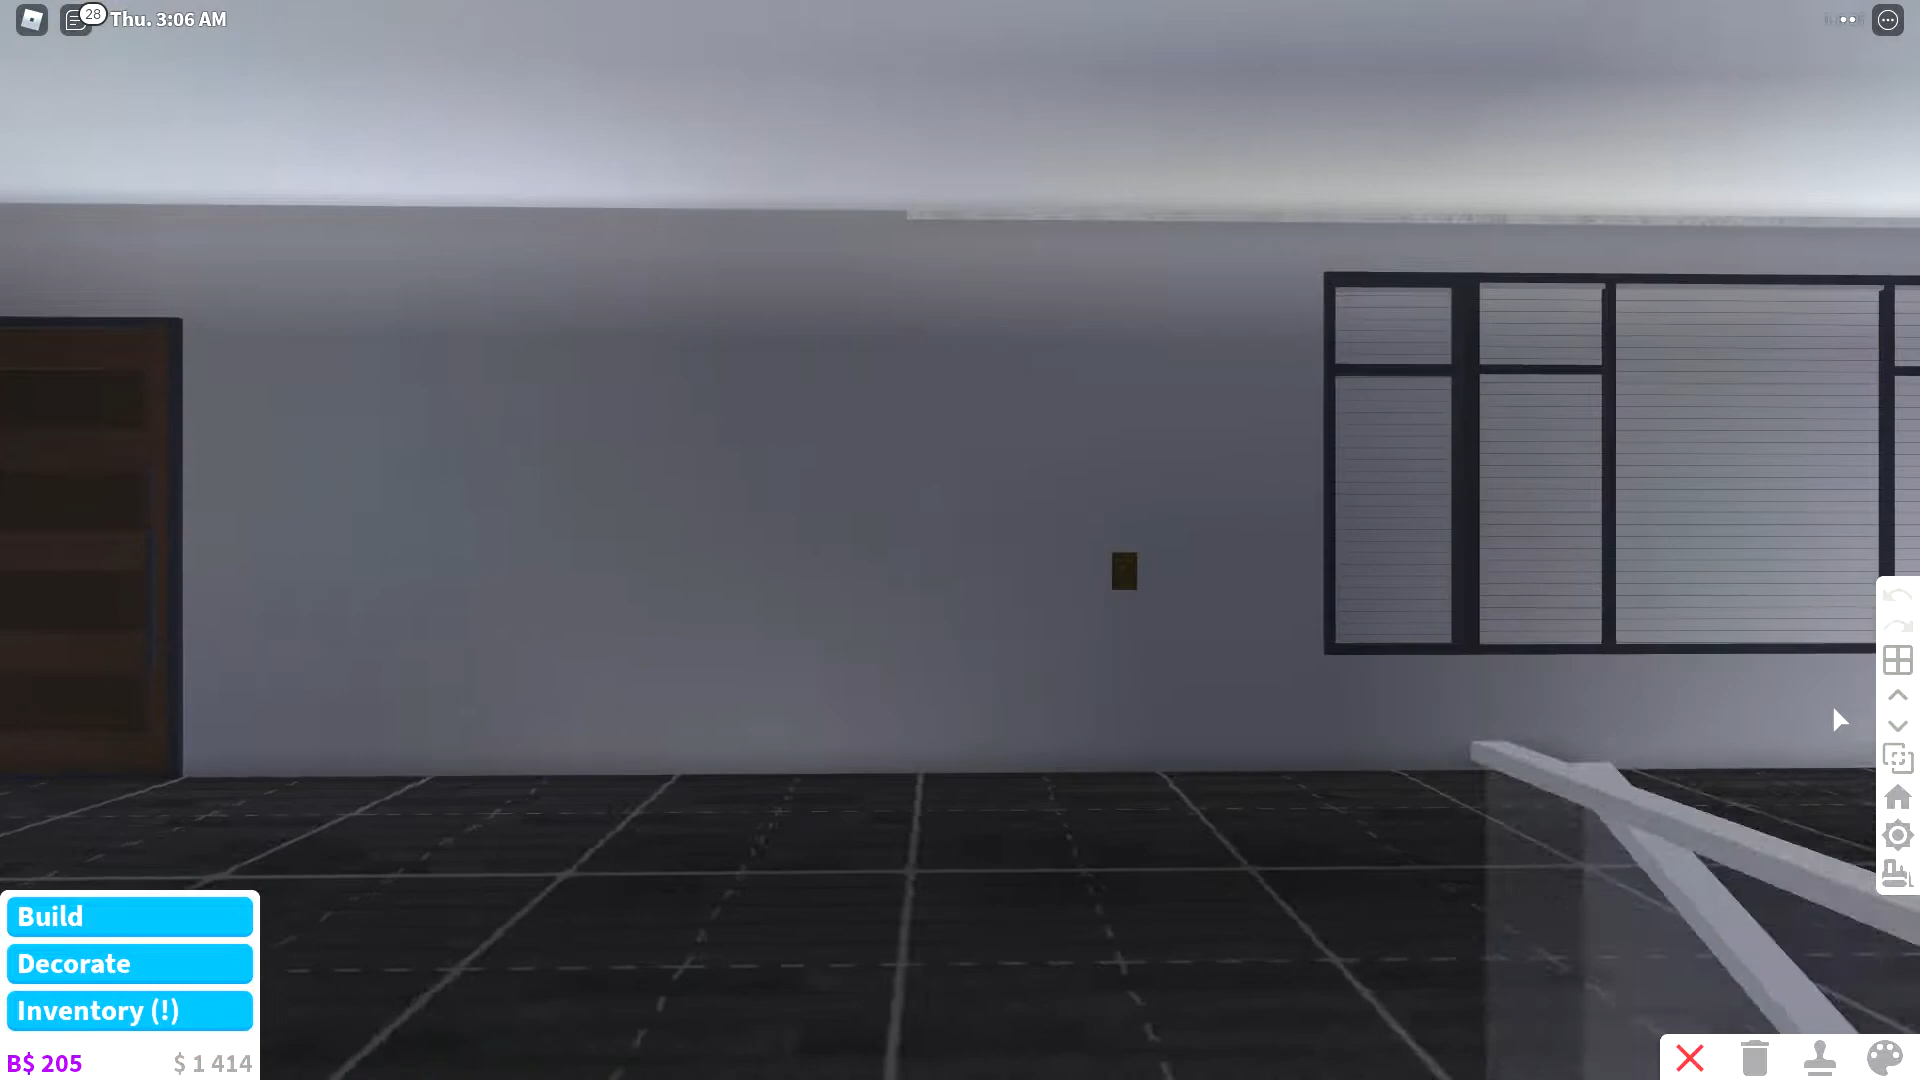 28
Thu. 3:06 AM
Build
Decorate
Inventory (!)
B$ 205
$ 1 414